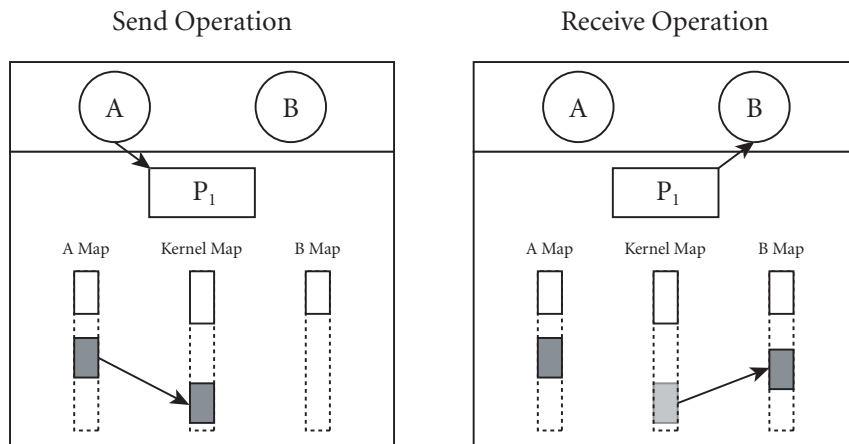 Send Operation
A
B
P₁
A Map
Kernel Map
B Map
Receive Operation
A
B
P₁
A Map
Kernel Map
B Map